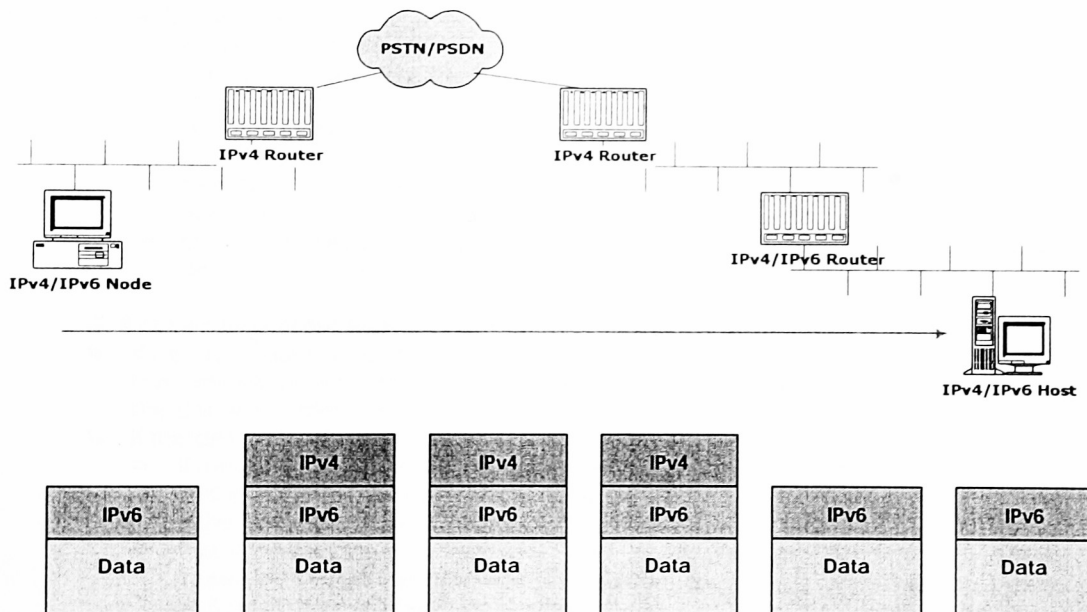 PSTN/PSDN
IPv4 Router
IPv4 Router
IPv4/IPv6 Node
IPv4/IPv6 Router
IPv4/IPv6 Host
IPv4 IPv4 IPv4
IPv6 IPv6 IPv6 IPv6 IPv6 IPv6
Data Data Data Data Data Data